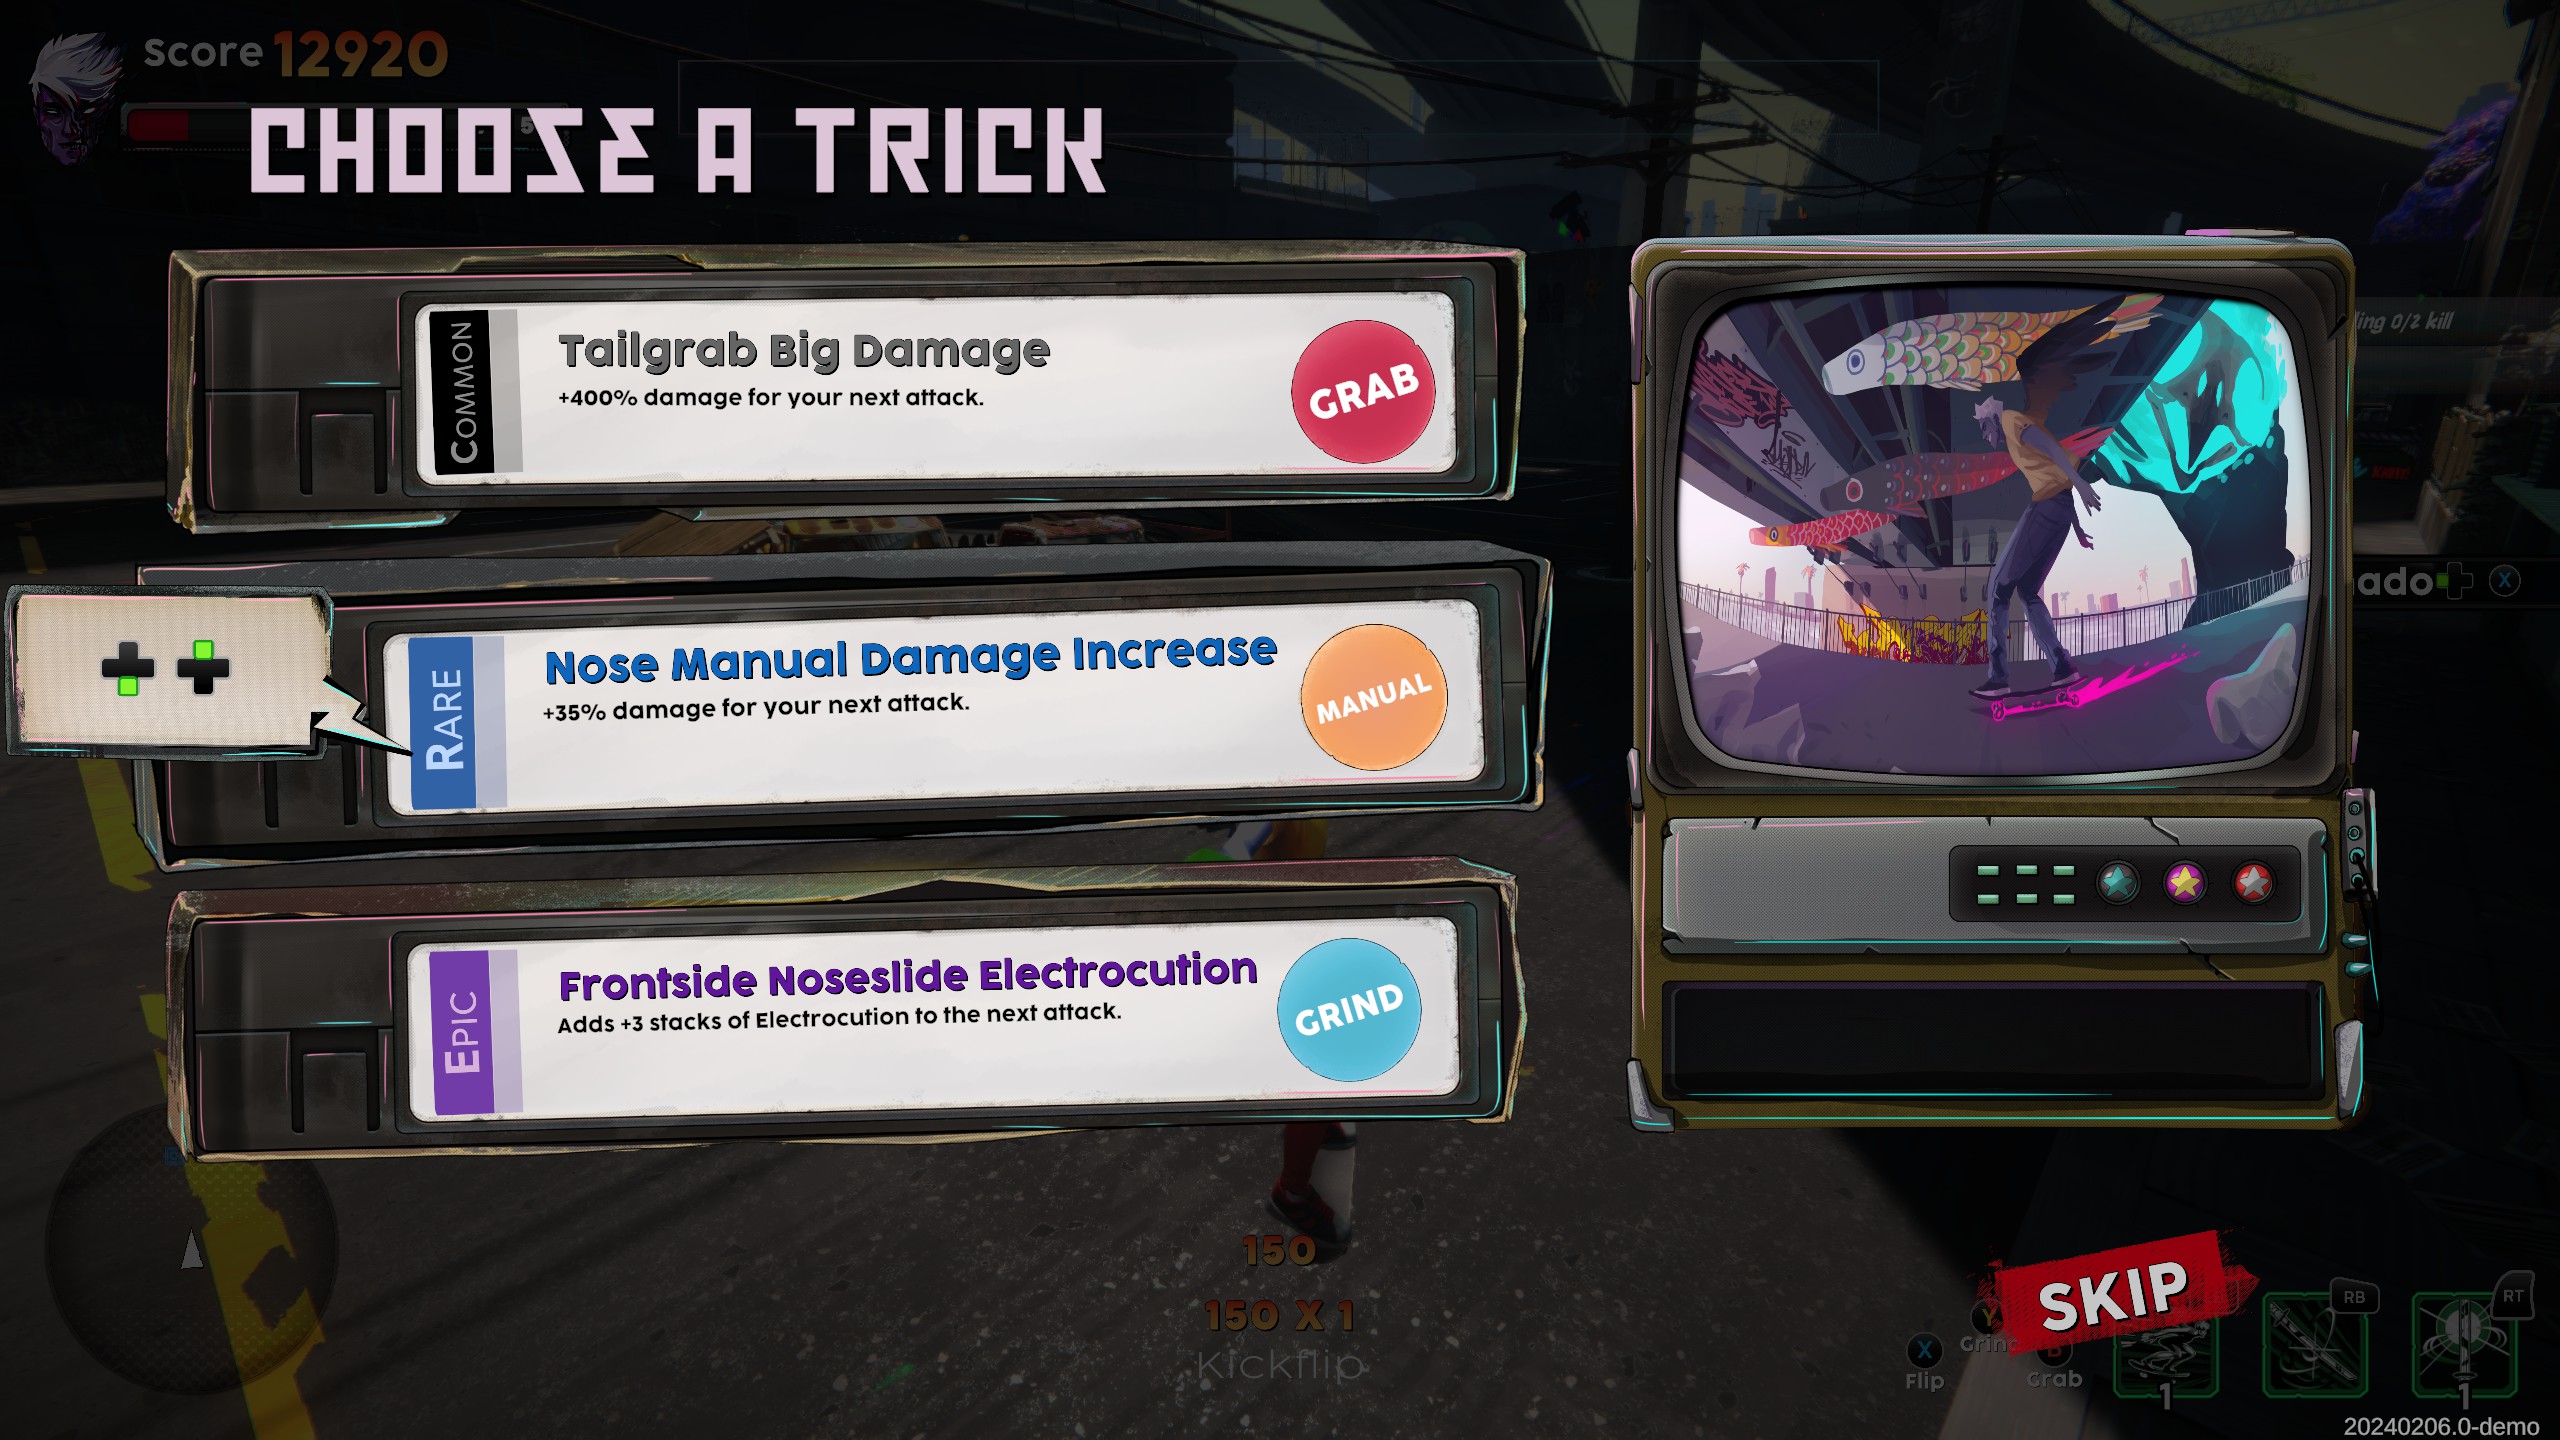 Score 12920
5
CHOOSE A TRICK
COMMON
Tailgrab Big Damage
+400% damage for your next attack.
GRAB
ling 0/2 kill
RARE
Nose Manual Damage Increase
+35% damage for your next attack.
MANUAL
ado
X
EPIC
Frontside Noseslide Electrocution
Adds +3 stacks of Electrocution to the next attack.
GRIND
150
150 X 1
Kickflip
SKIP
RB
RT
Y
Grind
X
B
Flip
Grab
1
1
20240206.0-demo